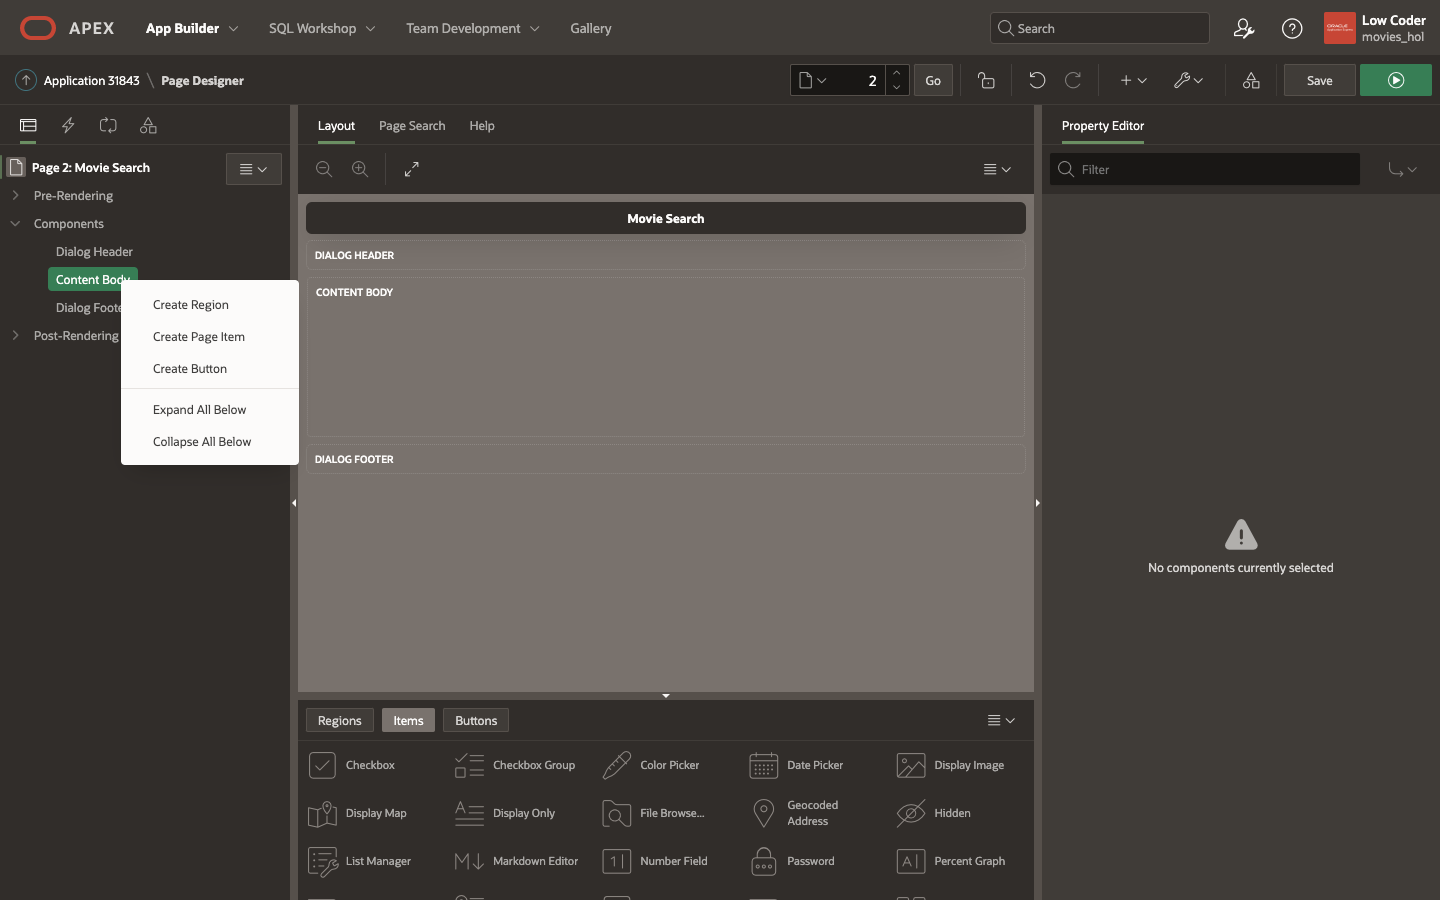 APEX
App Builder
SQL Workshop
Team Development
Gallery
Search
Low Coder
movies_hol
Application 31843 \ Page Designer
2
Go
Save
Layout
Page Search
Help
Property Editor
Page 2: Movie Search
Filter
Pre-Rendering
Components
Dialog Header
Content Body
Dialog Foote
Post-Rendering
Create Region
Create Page Item
Create Button
Expand All Below
Collapse All Below
Movie Search
DIALOG HEADER
CONTENT BODY
DIALOG FOOTER
No components currently selected
Regions
Items
Buttons
Checkbox
Checkbox Group
Color Picker
Date Picker
Display Image
Display Map
Display Only
File Browse...
Geocoded
Address
Hidden
List Manager
Markdown Editor
Number Field
Password
Percent Graph